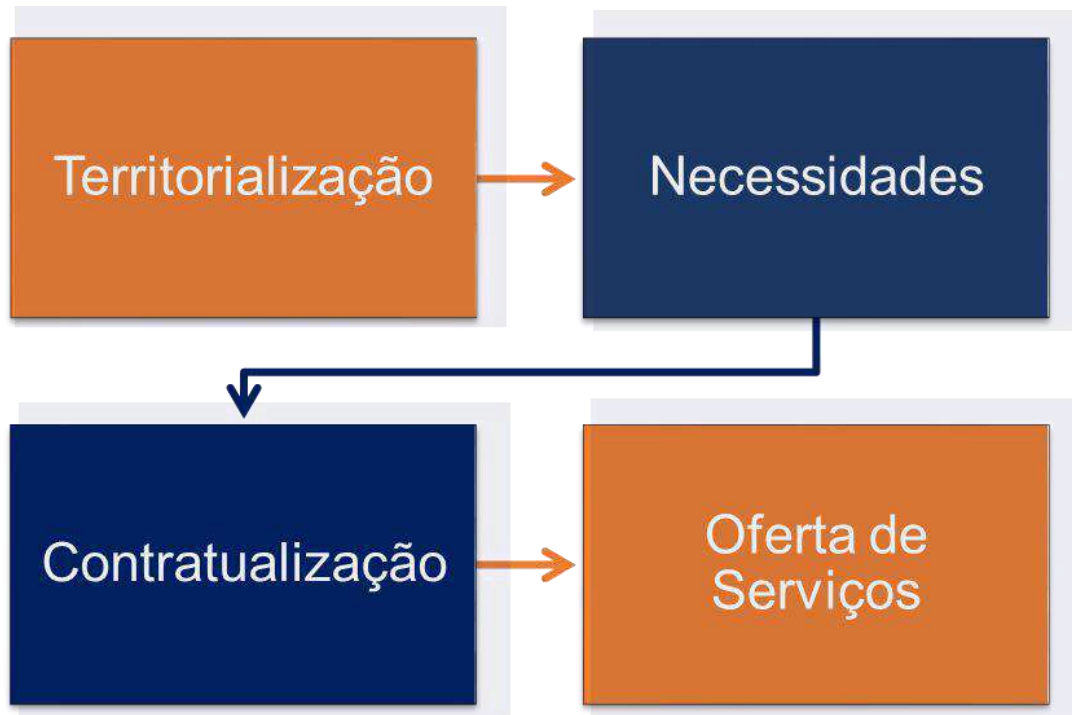 Territorialização
Necessidades
Contratualização
Oferta de
Serviços